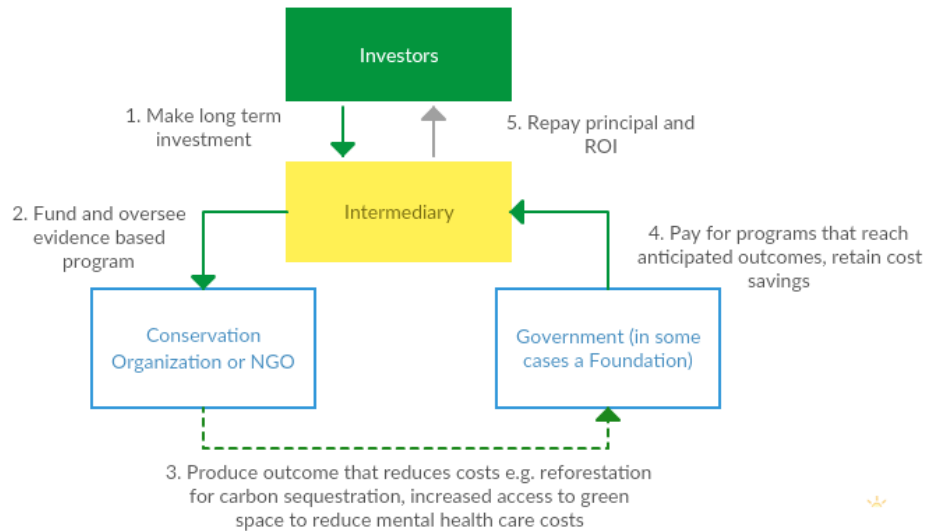 Investors
1. Make long term
investment
5. Repay principal and
ROI
Intermediary
2. Fund and oversee
evidence based
program
4. Pay for programs that reach
anticipated outcomes, retain cost
savings
Conservation
Organization or NGO
Government (in some
cases a Foundation)
3. Produce outcome that reduces costs e.g. reforestation
for carbon sequestration, increased access to green
space to reduce mental health care costs